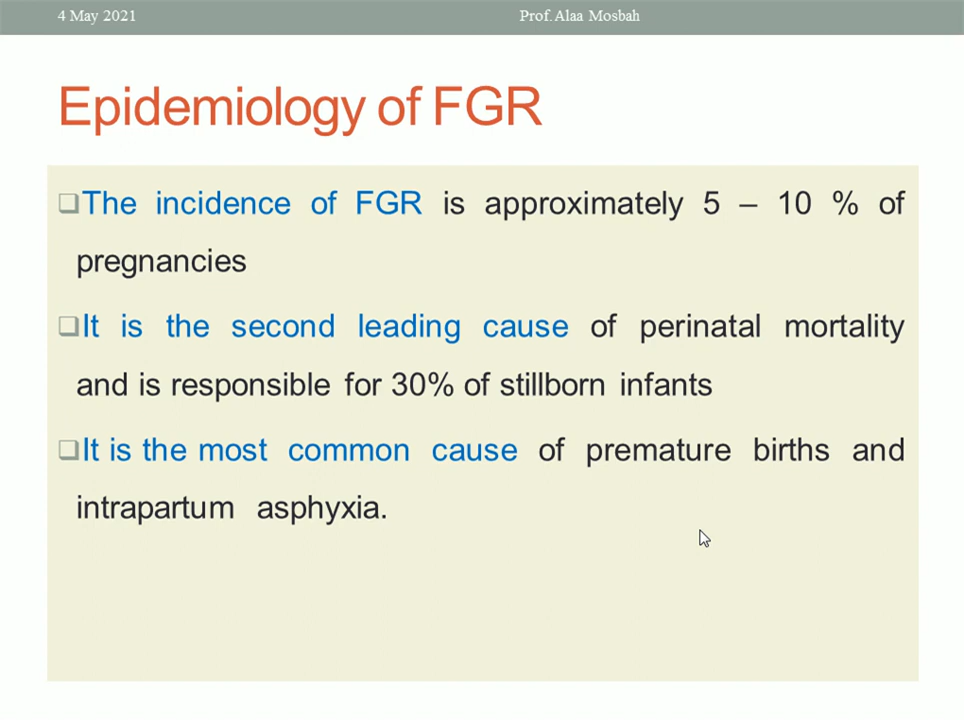 4 May 2021
Prof.Alaa Mosbah
Epidemiology of FGR
The incidence of FGR is approximately 5 – 10 % of
pregnancies
It is the second leading cause of perinatal mortality
and is responsible for 30% of stillborn infants
It is the most common cause of premature births and
intrapartum asphyxia.